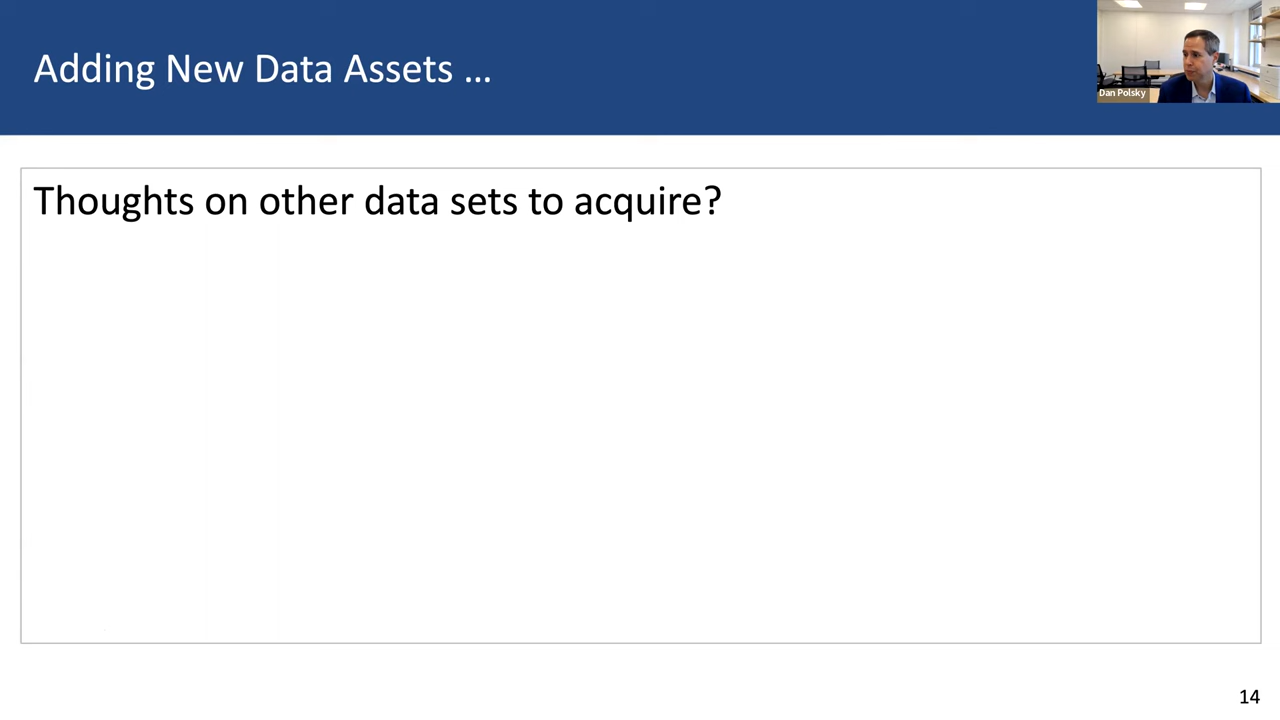 Adding New Data Assets …
Dan Polsky
Thoughts on other data sets to acquire?
14